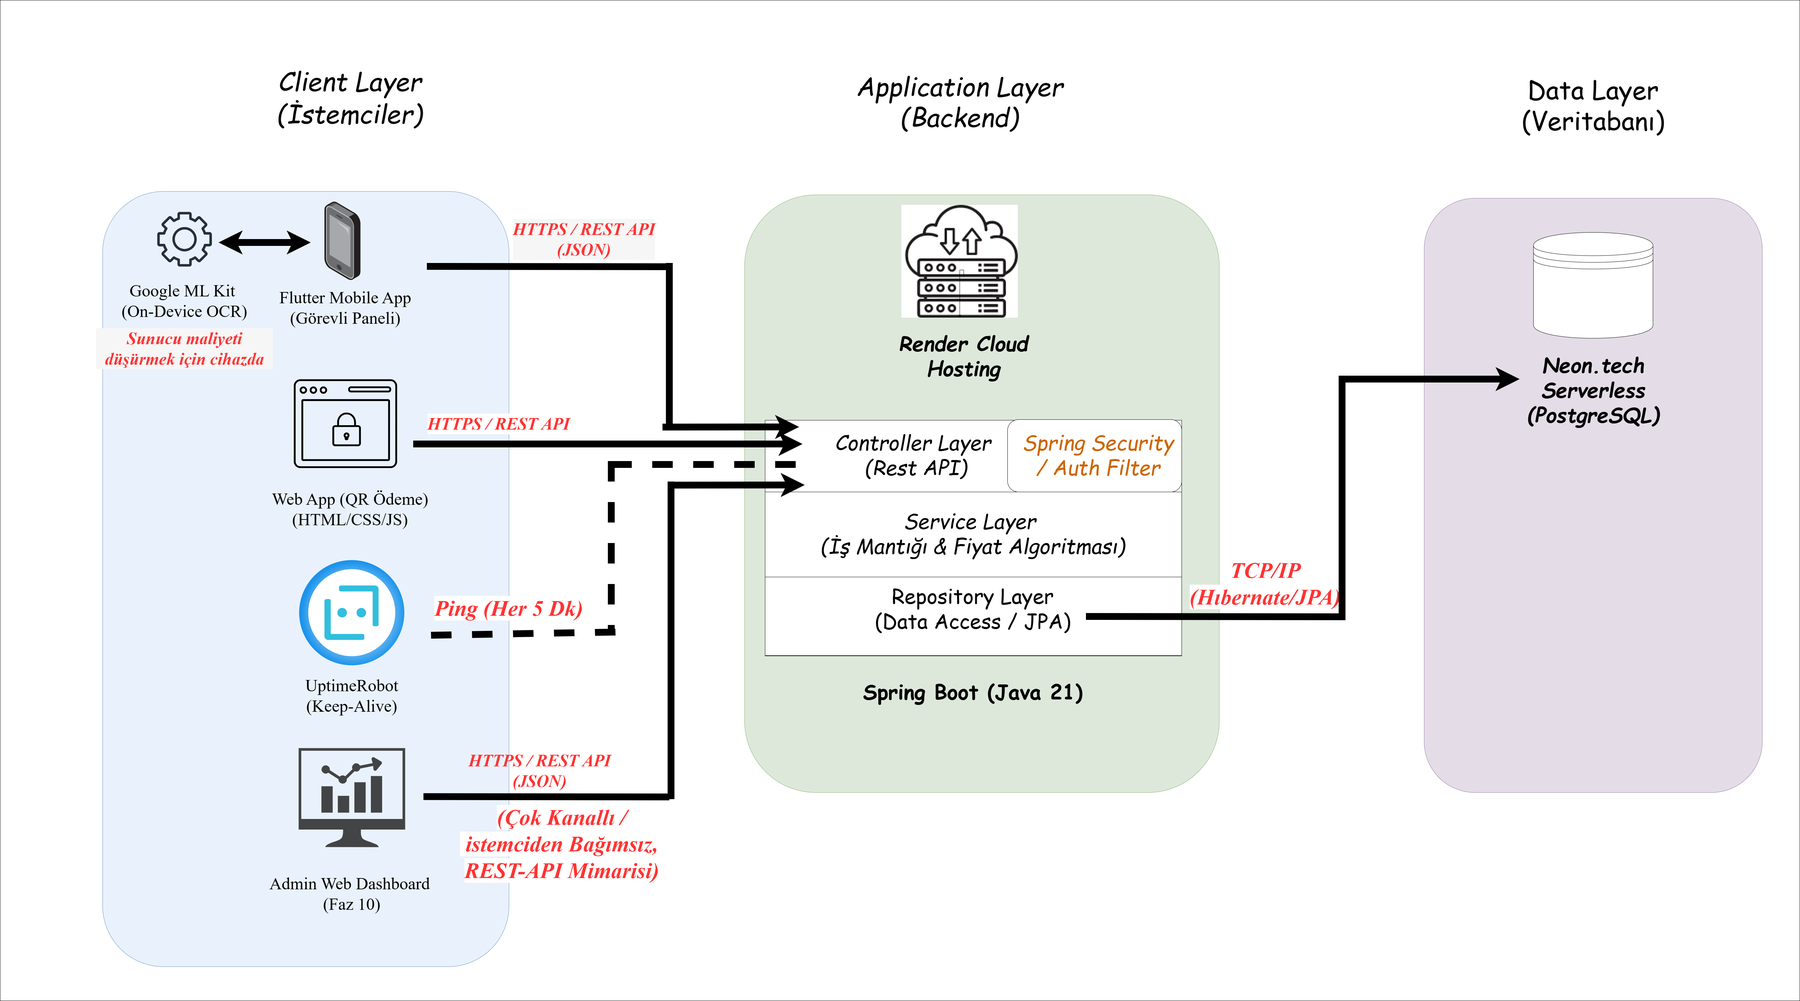 Client Layer
(İstemciler)
Application Layer
(Backend)
Data Layer
(Veritabanı)
Google ML Kit
(On-Device OCR)
Sunucu maliyeti
düşürmek için cihazda
Flutter Mobile App
(Görevli Paneli)
HTTPS / REST API
(JSON)
Web App (QR Ödeme)
(HTML/CSS/JS)
HTTPS / REST API
UptimeRobot
(Keep-Alive)
Ping (Her 5 Dk)
Admin Web Dashboard
(Faz 10)
HTTPS / REST API
(JSON)
(Çok Kanallı /
istemciden Bağımsız,
REST-API Mimarisi)
Render Cloud
Hosting
Controller Layer
(Rest API)
Spring Security
/ Auth Filter
Service Layer
(İş Mantığı & Fiyat Algoritması)
Repository Layer
(Data Access / JPA)
Spring Boot (Java 21)
TCP/IP
(Hıbernate/JPA)
Neon.tech
Serverless
(PostgreSQL)